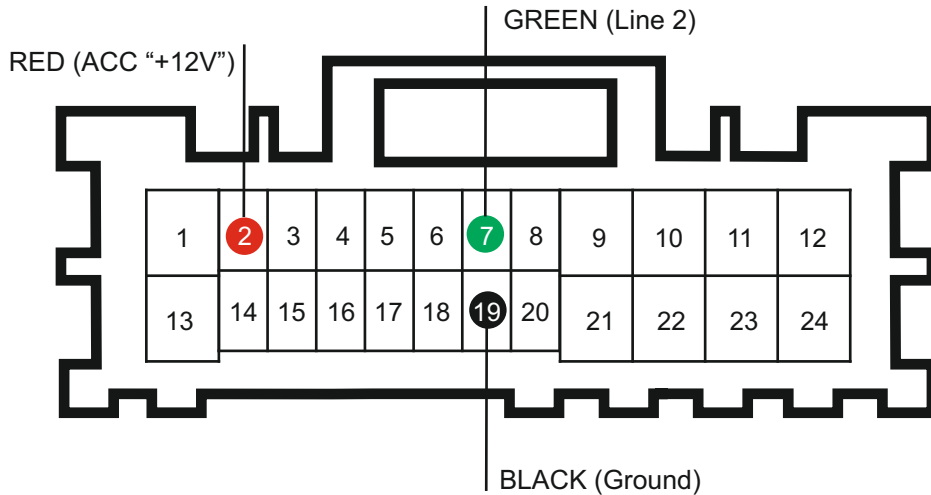 GREEN (Line 2)
RED (ACC “+12V”)
1 2 3 4 5 6 7 8 9 10 11 12
13 14 15 16 17 18 19 20 21 22 23 24
BLACK (Ground)